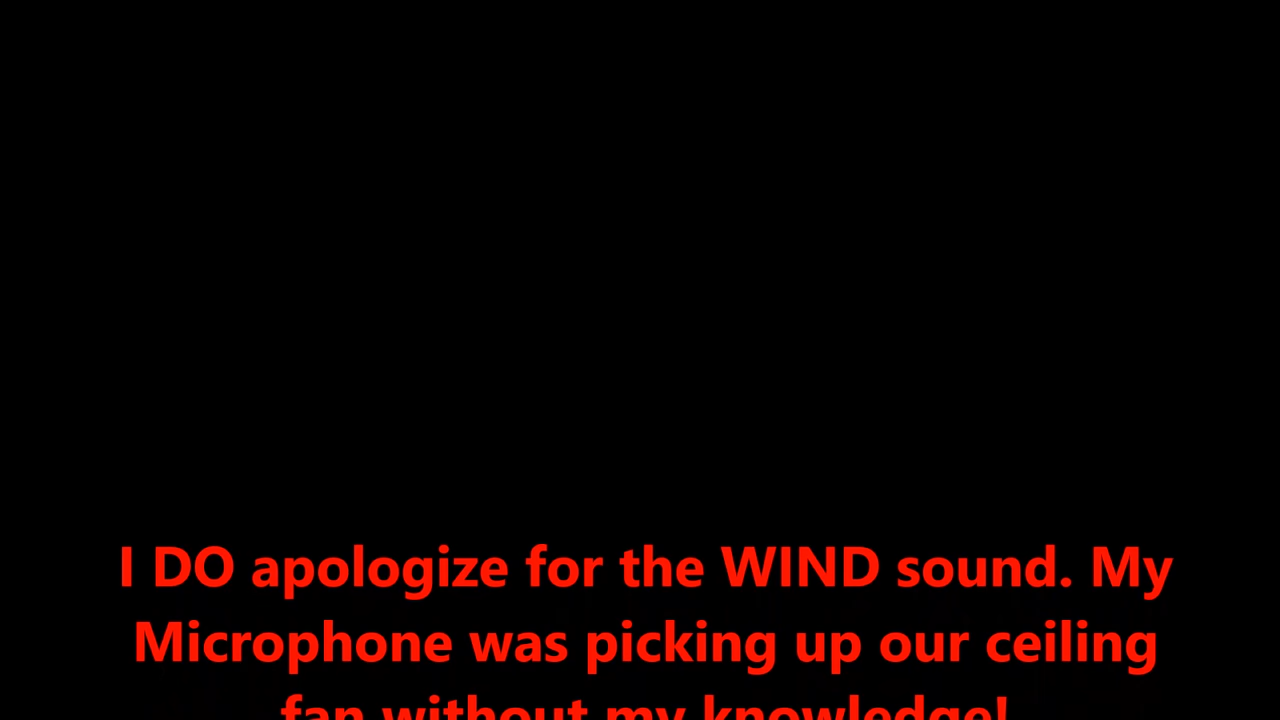 I DO apologize for the WIND sound. My
Microphone was picking up our ceiling
fan without my knowledge!